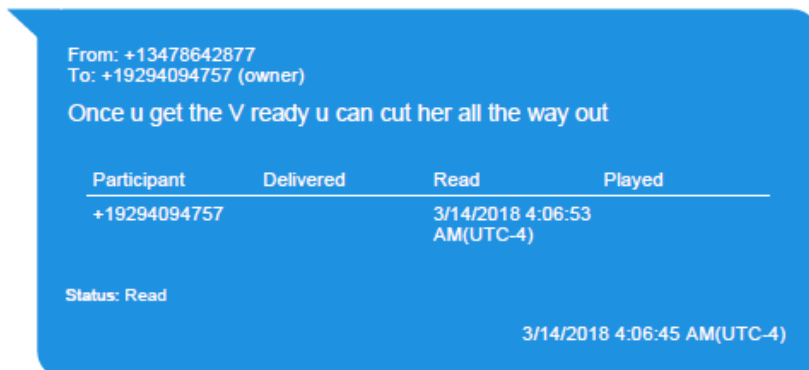 From: +13478642877
To: +19294094757 (owner)
Once u get the V ready u can cut her all the way out
Participant Delivered Read Played
+19294094757 3/14/2018 4:06:53
AM(UTC-4)
Status: Read
3/14/2018 4:06:45 AM(UTC-4)